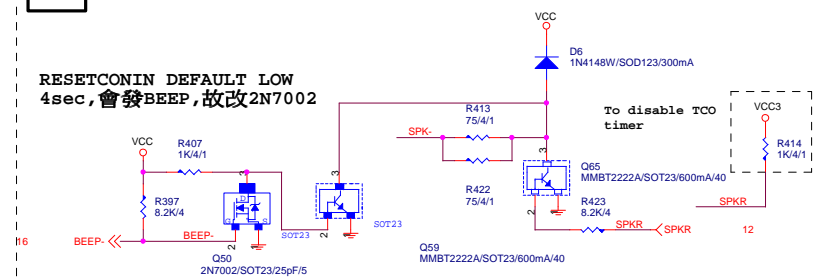 VCC
D6
1N4148W/SOD123/300mA
RESETCONIN DEFAULT LOW
4sec,會發BEEP,故改2N7002
R413
75/4/1
To disable TCO
timer
VCC3
SPK-
VCC
R407
1K/4/1
R414
1K/4/1
3
3
3
Q65
MMBT2222A/SOT23/600mA/40
R422
75/4/1
R397
8.2K/4
D
G
S
SOT23
SOT23
2
2
2
R423
8.2K/4
SPKR
SPKR
SPKR
12
16
BEEP-
BEEP-
Q50
2N7002/SOT23/25pF/5
Q59
MMBT2222A/SOT23/600mA/40